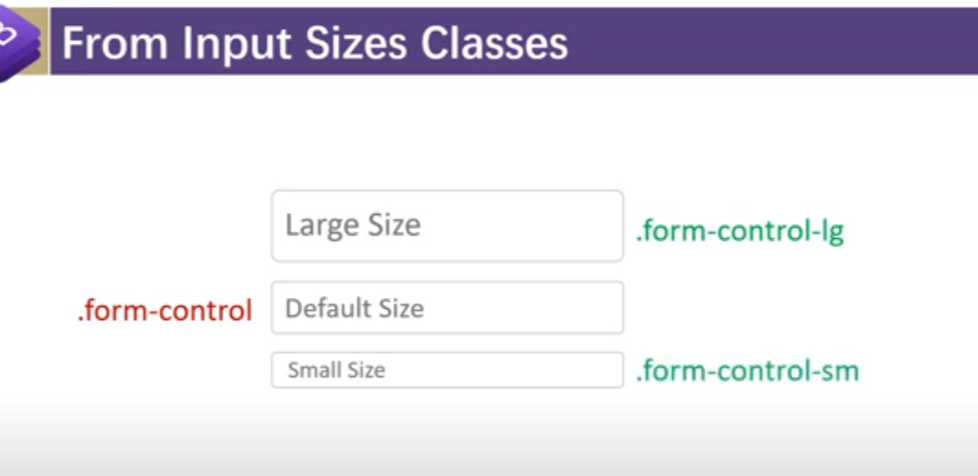 From Input Sizes Classes
Large Size .form-control-lg
.form-control Default Size
Small Size .form-control-sm